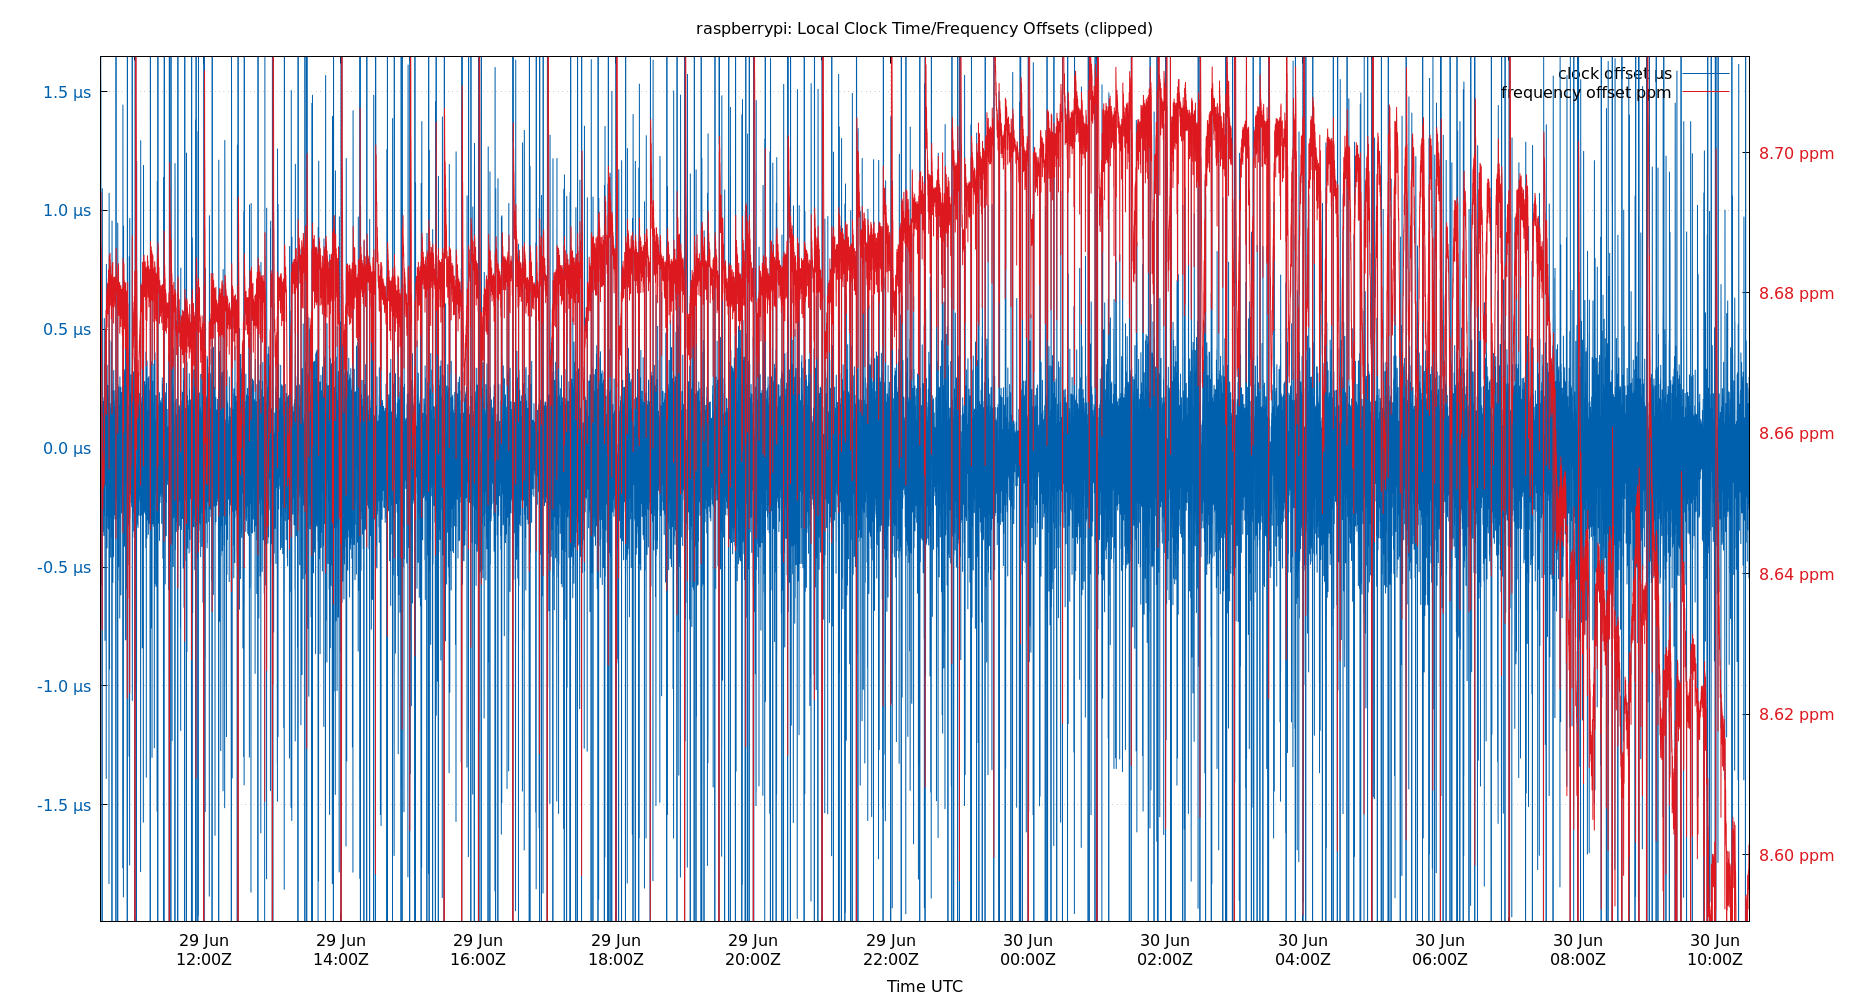 raspberrypi: Local Clock Time/Frequency Offsets (clipped)
clock offset µs
frequency offset ppm
1.5 µs
1.0 µs
0.5 µs
0.0 µs
-0.5 µs
-1.0 µs
-1.5 µs
8.70 ppm
8.68 ppm
8.66 ppm
8.64 ppm
8.62 ppm
8.60 ppm
29 Jun 29 Jun 29 Jun 29 Jun 29 Jun 29 Jun 30 Jun 30 Jun 30 Jun 30 Jun 30 Jun 30 Jun
12:00Z 14:00Z 16:00Z 18:00Z 20:00Z 22:00Z 00:00Z 02:00Z 04:00Z 06:00Z 08:00Z 10:00Z
Time UTC